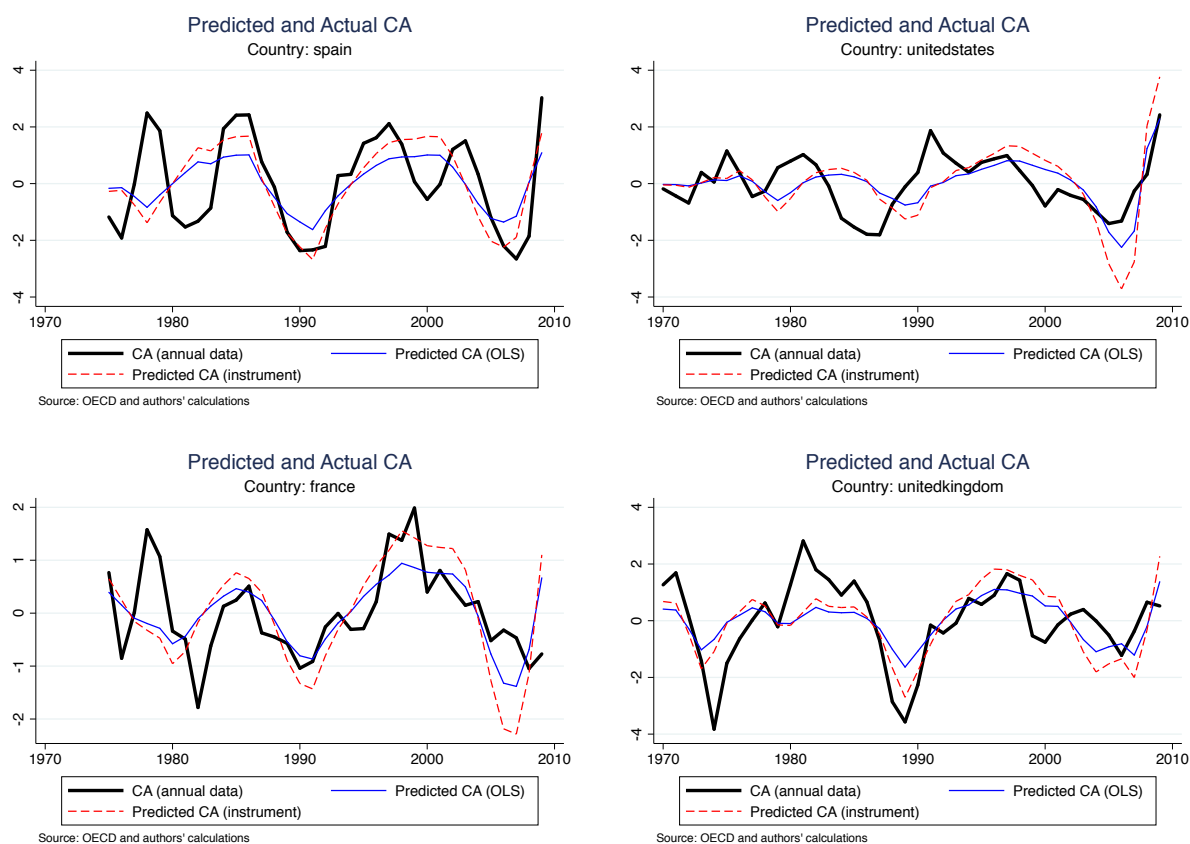 Predicted and Actual CA
Country: spain
4
2
0
-2
-4
1970 1980 1990 2000 2010
CA (annual data) Predicted CA (OLS)
Predicted CA (instrument)
Source: OECD and authors' calculations
Predicted and Actual CA
Country: unitedstates
4
2
0
-2
-4
1970 1980 1990 2000 2010
CA (annual data) Predicted CA (OLS)
Predicted CA (instrument)
Source: OECD and authors' calculations
Predicted and Actual CA
Country: france
2
1
0
-1
-2
1970 1980 1990 2000 2010
CA (annual data) Predicted CA (OLS)
Predicted CA (instrument)
Source: OECD and authors' calculations
Predicted and Actual CA
Country: unitedkingdom
4
2
0
-2
-4
1970 1980 1990 2000 2010
CA (annual data) Predicted CA (OLS)
Predicted CA (instrument)
Source: OECD and authors' calculations